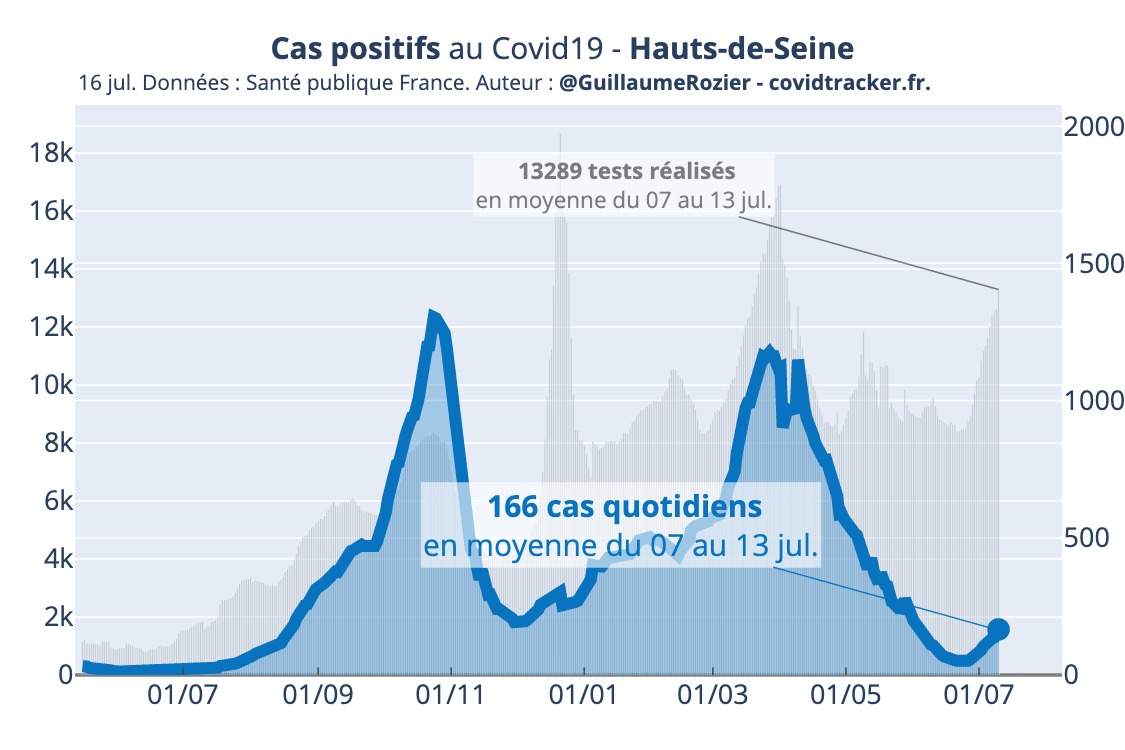 Cas positifs au Covid19 - Hauts-de-Seine
16 jul. Données : Santé publique France. Auteur : @GuillaumeRozier - covidtracker.fr.
2000
18k
13289 tests réalisés
en moyenne du 07 au 13 jul.
16k
1500
14k
12k
10k
1000
8k
6k
166 cas quotidiens
en moyenne du 07 au 13 jul.
500
4k
2k
0
0
01/07
01/09
01/11
01/01
01/03
01/05
01/07